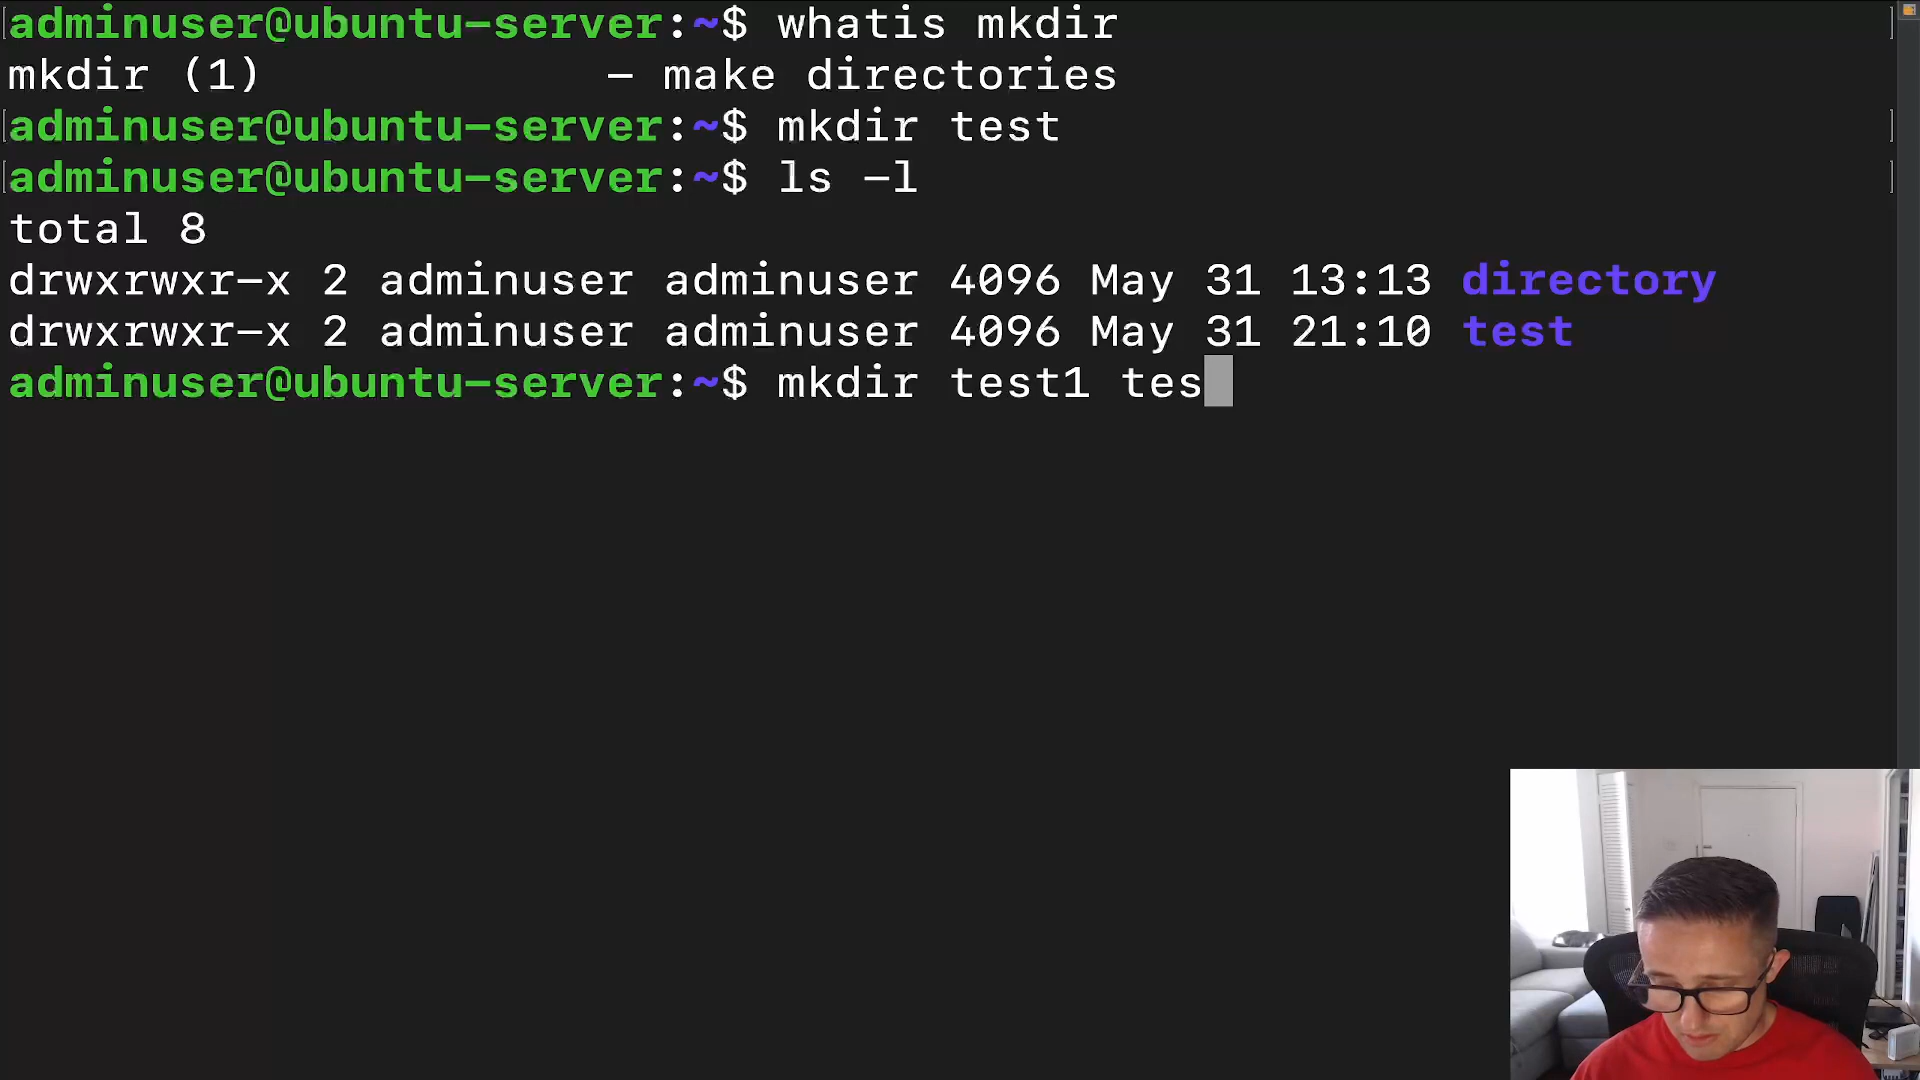 adminuser@ubuntu-server:~$ whatis mkdir
mkdir (1)            - make directories
adminuser@ubuntu-server:~$ mkdir test
adminuser@ubuntu-server:~$ ls -l
total 8
drwxrwxr-x 2 adminuser adminuser 4096 May 31 13:13 directory
drwxrwxr-x 2 adminuser adminuser 4096 May 31 21:10 test
adminuser@ubuntu-server:~$ mkdir test1 tes